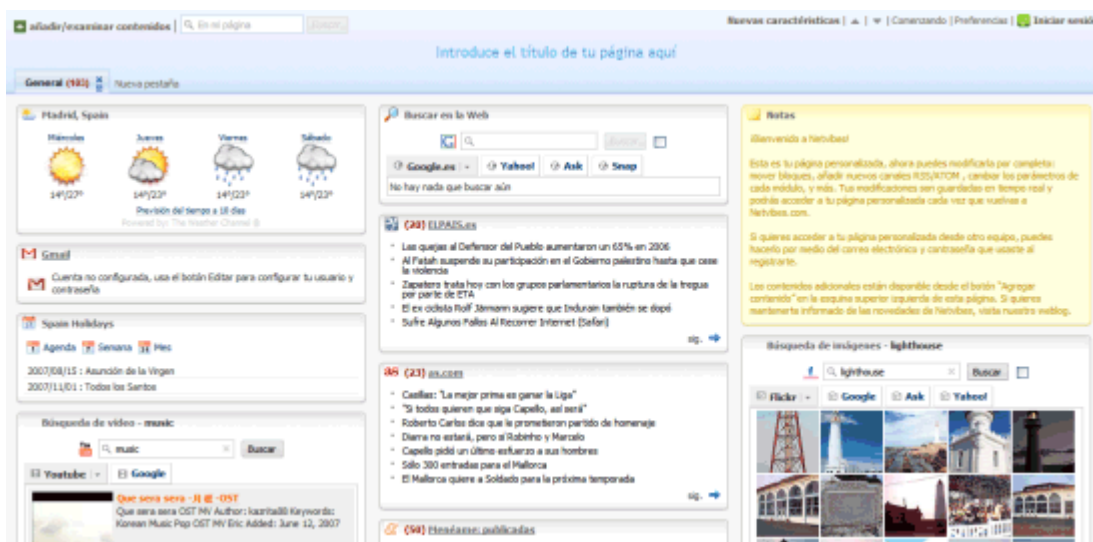 añadir/examinar contenidos | En mi página Buscar
Nuevas características | ▲ | ▼ | Comenzando | Preferencias | Iniciar sesió
Introduce el título de tu página aquí
General (193) Nueva pestaña
Madrid, Spain
Miércoles Jueves Viernes Sábado
14º/27º 14º/23º 14º/23º 14º/23º
Previsión del tiempo a 10 días
Powered by: The Weather Channel ®
Gmail
Cuenta no configurada, usa el botón Editar para configurar tu usuario y
contraseña
Spain Holidays
Agenda Semana Mes
2007/08/15 : Asunción de la Virgen
2007/11/01 : Todos los Santos
Búsqueda de vídeo - music
music Buscar
Youtube Google
Que sera sera -OST
Que sera sera OST MV Author: Keywords:
Korean Music Pop OST MV Eric Added: June 12, 2007
Buscar en la Web
Buscar
Google.es Yahoo! Ask Snap
No hay nada que buscar aún
(20) ELPAIS.es
Las quejas al Defensor del Pueblo aumentaron un 65% en 2006
Al Fatah suspende su participación en el Gobierno palestino hasta que cese
la violencia
Zapatero trata hoy con los grupos parlamentarios la ruptura de la tregua
por parte de ETA
El ex ciclista Rolf Järmann sugiere que Indurain también se dopó
Sufre Algunos Fallos Al Recorrer Internet (Safari)
sig.
as (23) as.com
Casillas: "La mejor prima es ganar la Liga"
"Si todos quieren que siga Capello, así será"
Roberto Carlos dice que le prometieron partido de homenaje
Diarra no estará, pero sí Robinho y Marcelo
Capello pidió un último esfuerzo a sus hombres
Sólo 300 entradas para el Mallorca
El Mallorca quiere a Soldado para la próxima temporada
sig.
(50) Menéame: publicadas
Notas
¡Bienvenido a Netvibes!
Esta es tu página personalizada, ahora puedes modificarla por completo:
mover bloques, añadir nuevos canales RSS/ATOM , cambiar los parámetros de
cada módulo, y más. Tus modificaciones son guardadas en tiempo real y
podrás acceder a tu página personalizada cada vez que vuelvas a
Netvibes.com.
Si quieres acceder a tu página personalizada desde otro equipo, puedes
hacerlo por medio del correo electrónico y contraseña que usaste al
registrarte.
Los contenidos adicionales están disponible desde el botón "Agregar
contenido" en la esquina superior izquierda de esta página. Si quieres
mantenerte informado de las novedades de Netvibes, visita nuestro weblog.
Búsqueda de imágenes - lighthouse
lighthouse Buscar
Flickr Google Ask Yahoo!